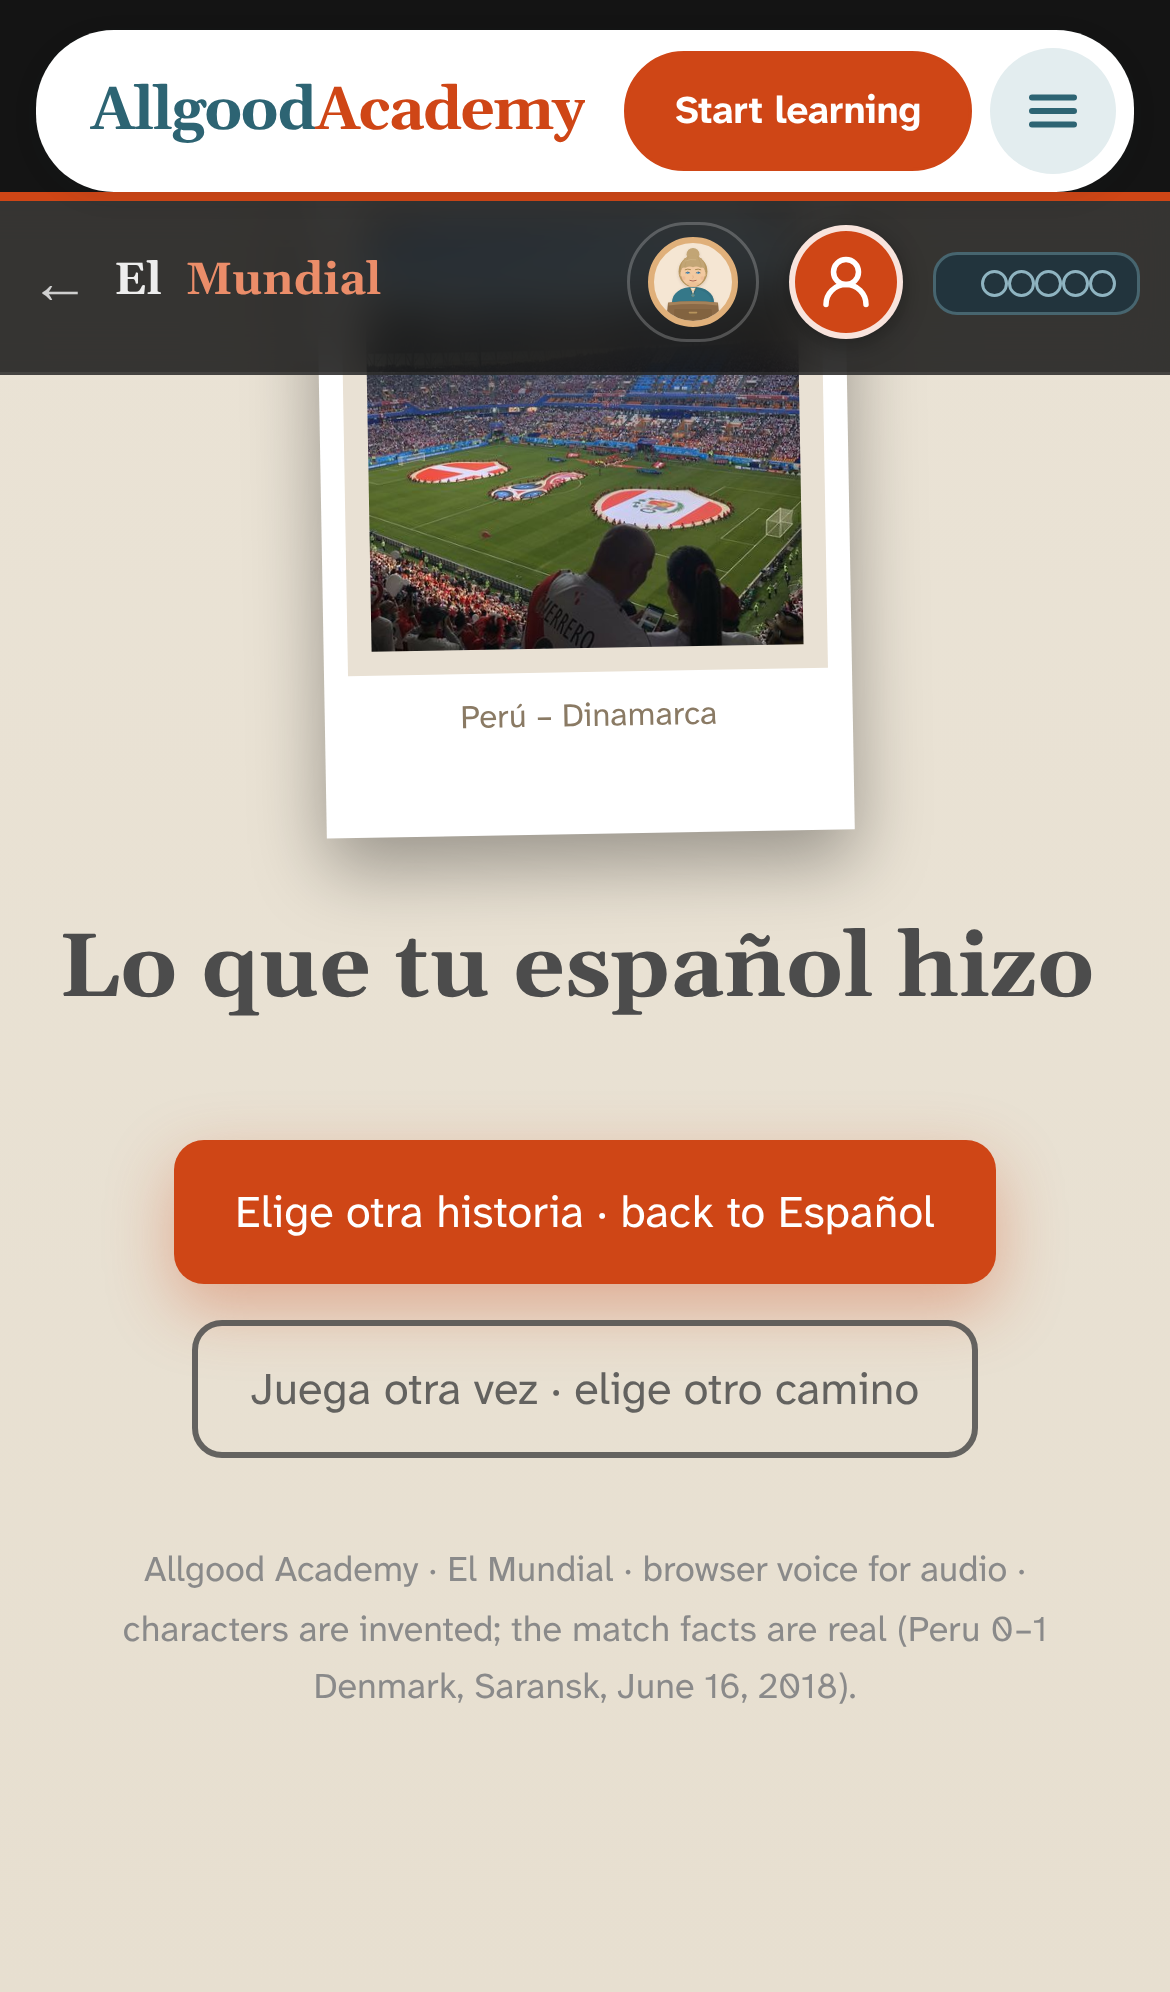 AllgoodAcademy
Start learning
← El Mundial
GUERRERO
Perú – Dinamarca
Lo que tu español hizo
Elige otra historia · back to Español
Juega otra vez · elige otro camino
Allgood Academy · El Mundial · browser voice for audio ·
characters are invented; the match facts are real (Peru 0–1
Denmark, Saransk, June 16, 2018).